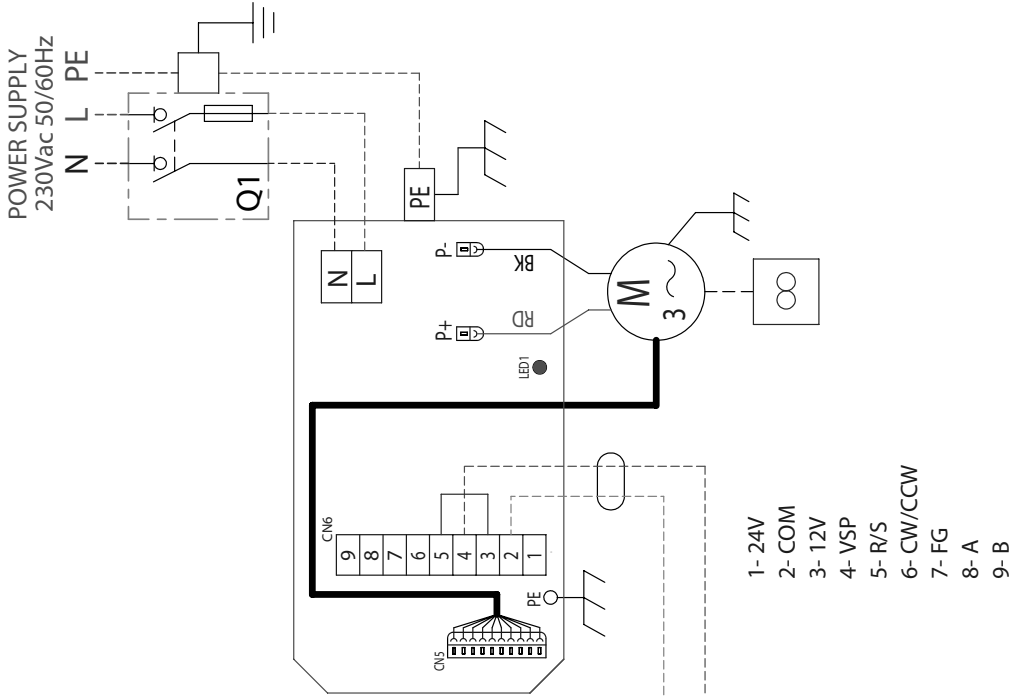 POWER SUPPLY
230Vac 50/60Hz
N
L
PE
Q1
PE
N
L
P-
BK
P+
RD
LED1
M
3 ~
CN6
9
8
7
6
5
4
3
2
1
CN5
PE
1- 24V
2- COM
3- 12V
4- VSP
5- R/S
6- CW/CCW
7- FG
8- A
9- B